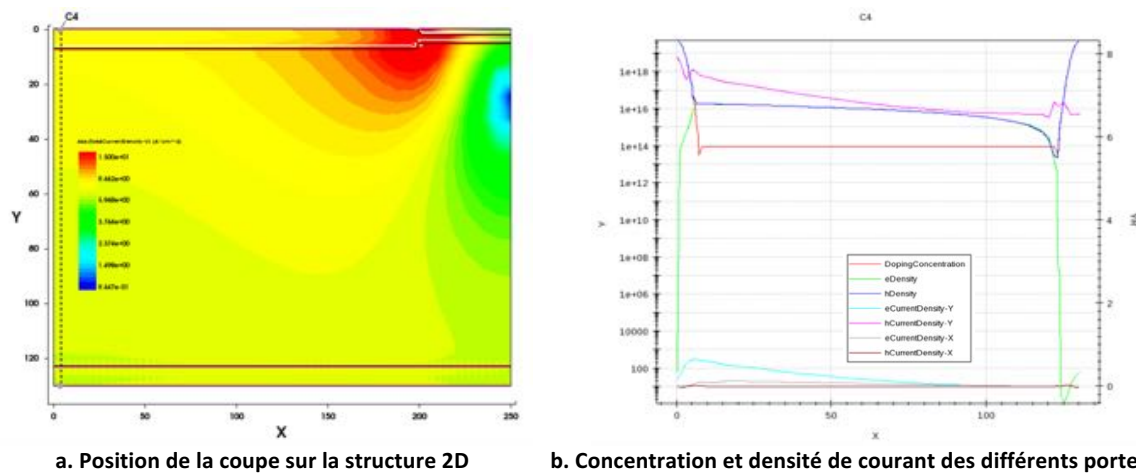 C4
0
20
40
60
80
100
120
Y
0
50
100
150
200
250
X
C4
1e+18
1e+16
1e+14
1e+12
1e+10
1e+08
1e+06
10000
100
Y
8
6
4
2
0
Y2
0
50
100
X
DopingConcentration
eDensity
hDensity
eCurrentDensity-Y
hCurrentDensity-Y
eCurrentDensity-X
hCurrentDensity-X
a. Position de la coupe sur la structure 2D
b. Concentration et densité de courant des différents porte